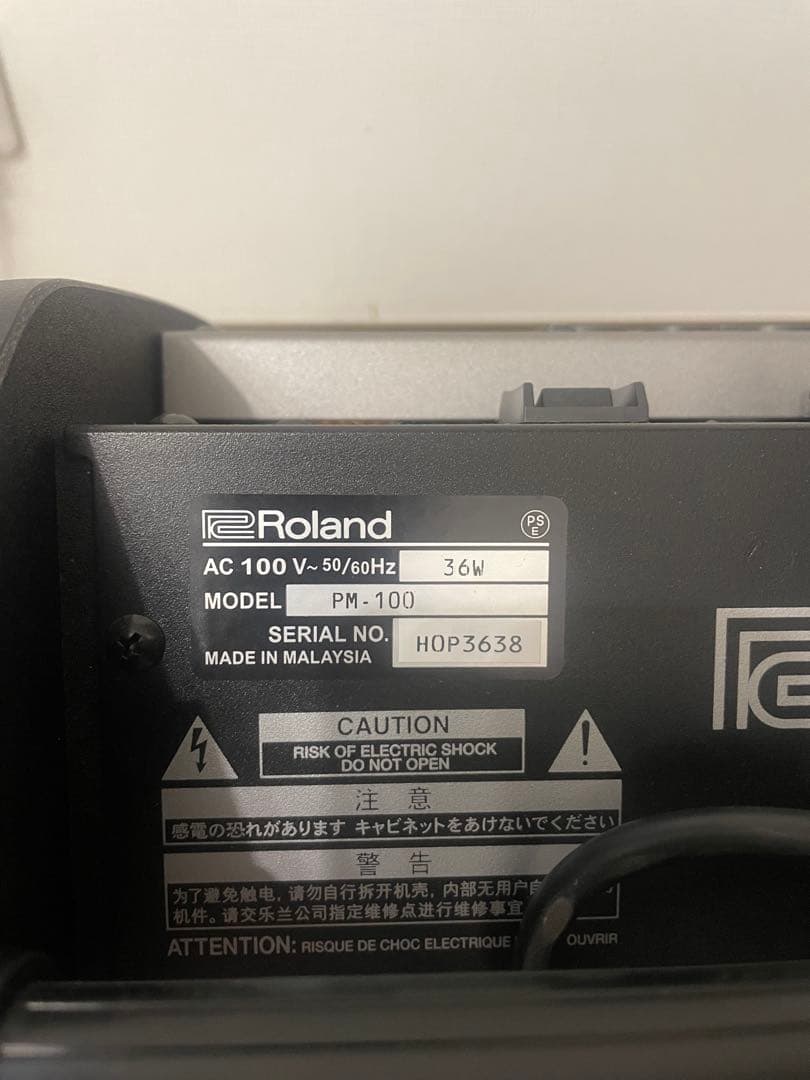 Roland
PS
E
AC 100 V~ 50/60Hz 36W
MODEL PM-100
SERIAL NO. HOP3638
MADE IN MALAYSIA
CAUTION
RISK OF ELECTRIC SHOCK
DO NOT OPEN
注 意
感電の恐れがあります キャビネットをあけないでください
警 告
为了避免触电，请勿自行拆开机壳，内部无用户自
机件。请交乐兰公司指定维修点进行维修事宜
ATTENTION: RISQUE DE CHOC ELECTRIQUE OUVRIR